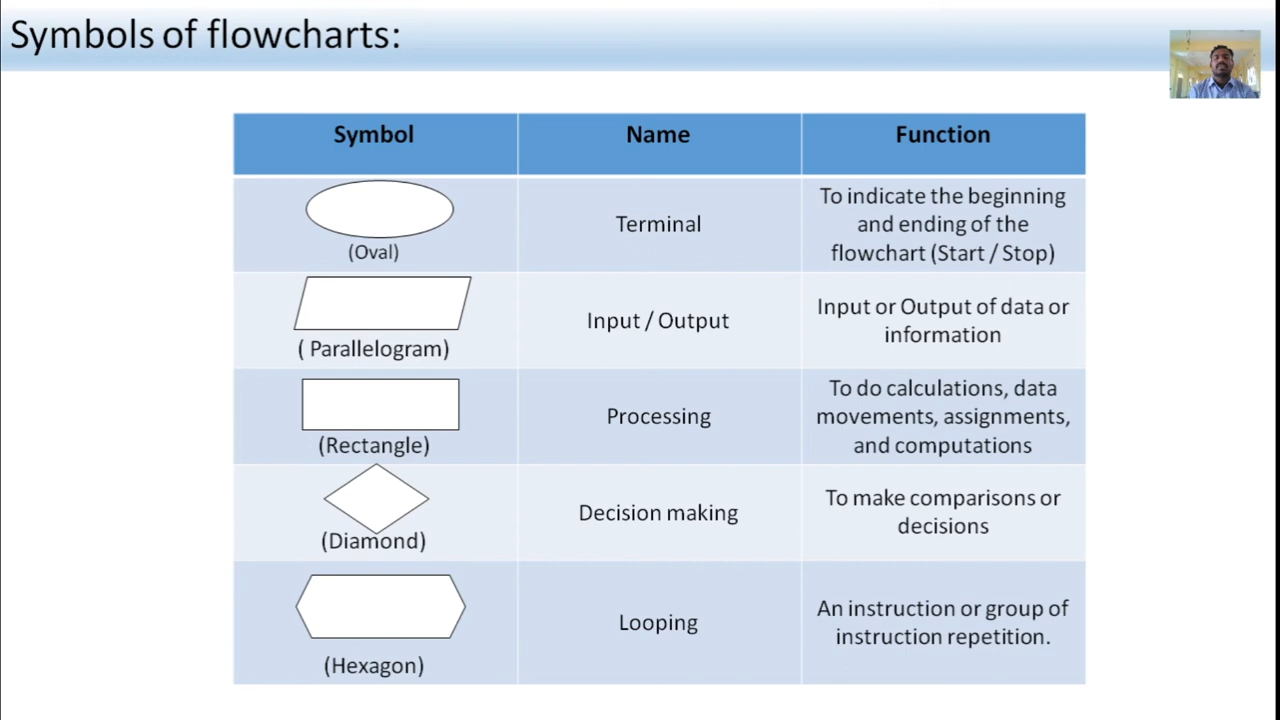 Symbols of flowcharts:
Symbol Name Function
(Oval)
Terminal
To indicate the beginning
and ending of the
flowchart (Start / Stop)
( Parallelogram)
Input / Output
Input or Output of data or
information
(Rectangle)
Processing
To do calculations, data
movements, assignments,
and computations
(Diamond)
Decision making
To make comparisons or
decisions
(Hexagon)
Looping
An instruction or group of
instruction repetition.